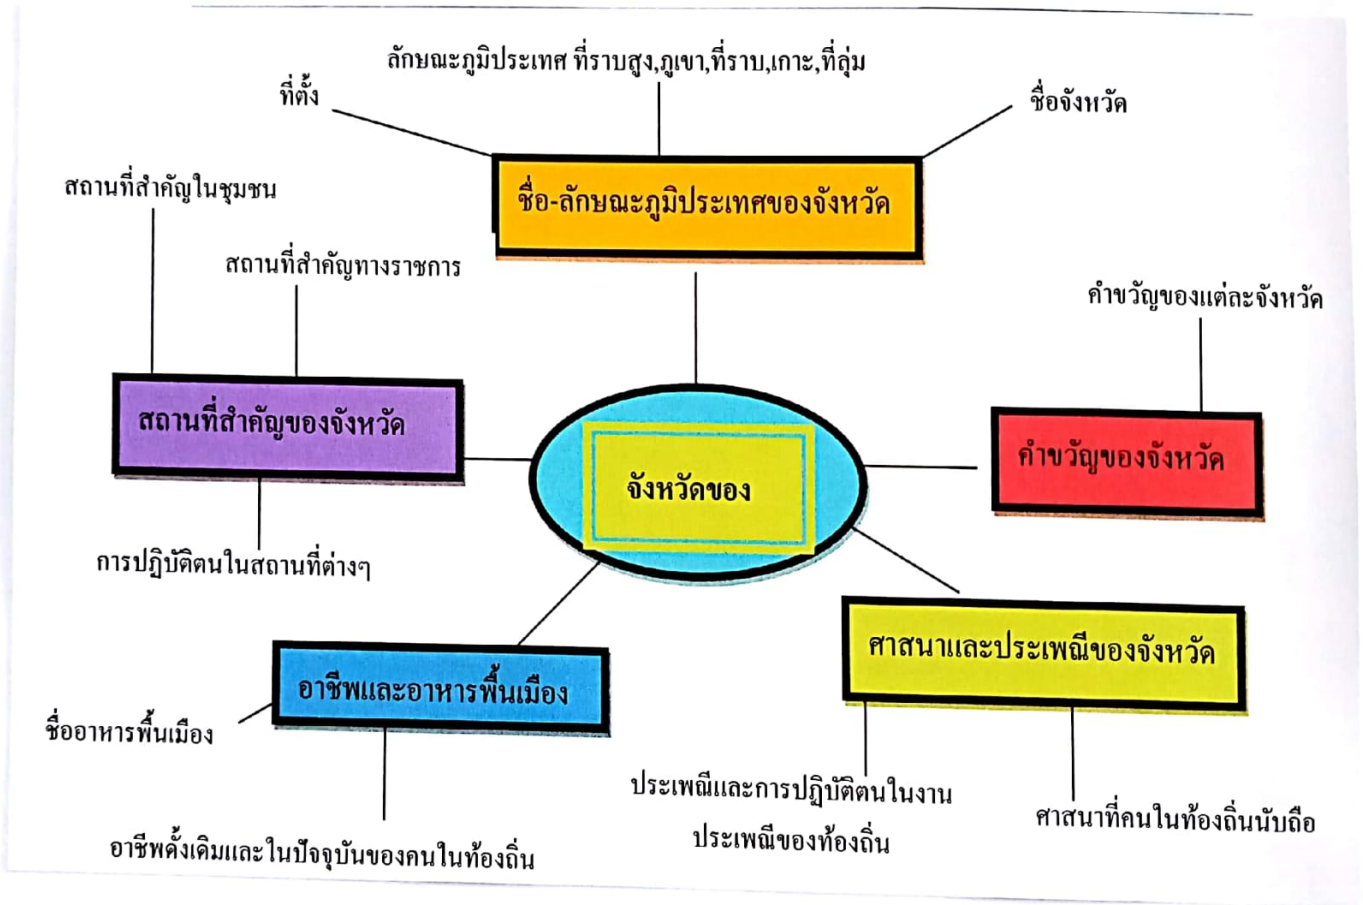 ลักษณะภูมิประเทศ ที่ราบสูง,ภูเขา,ที่ราบ,เกาะ,ที่ลุ่ม
ที่ตั้ง
ชื่อจังหวัด
ชื่อ-ลักษณะภูมิประเทศของจังหวัด
สถานที่สำคัญในชุมชน
สถานที่สำคัญทางราชการ
คำขวัญของแต่ละจังหวัด
สถานที่สำคัญของจังหวัด
คำขวัญของจังหวัด
จังหวัดของ
การปฏิบัติตนในสถานที่ต่างๆ
ศาสนาและประเพณีของจังหวัด
อาชีพและอาหารพื้นเมือง
ชื่ออาหารพื้นเมือง
ประเพณีและการปฏิบัติตนในงาน
ประเพณีของท้องถิ่น
ศาสนาที่คนในท้องถิ่นนับถือ
อาชีพดั้งเดิมและในปัจจุบันของคนในท้องถิ่น